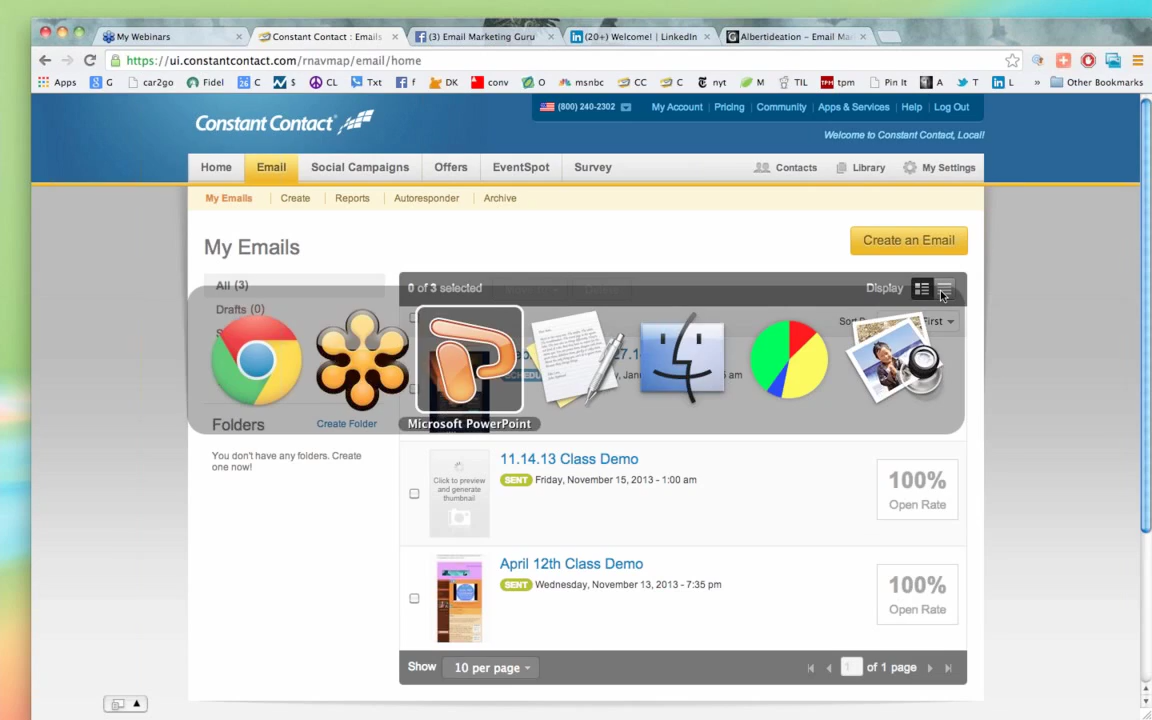 My Webinars
Constant Contact : Emails
(3) Email Marketing Guru
(20+) Welcome! | LinkedIn
Albertideation – Email Ma
https://ui.constantcontact.com/rnavmap/email/home
Apps G car2go Fidel C $ CL Txt f DK conv O msnbc CC C nyt M TIL tpm Pin It A T L » Other Bookmarks
(800) 240-2302 My Account | Pricing | Community | Apps & Services | Help | Log Out
Constant Contact
Welcome to Constant Contact, Local!
Home Email Social Campaigns Offers EventSpot Survey Contacts Library My Settings
My Emails | Create | Reports | Autoresponder | Archive
My Emails
Create an Email
All (3)
0 of 3 selected
Display
Drafts (0)
First
Microsoft PowerPoint
Folders
Create Folder
You don't have any folders. Create
one now!
11.14.13 Class Demo
SENT Friday, November 15, 2013 - 1:00 am
Click to preview
and generate
thumbnail
100%
Open Rate
April 12th Class Demo
SENT Wednesday, November 13, 2013 - 7:35 pm
100%
Open Rate
Show 10 per page
1 of 1 page